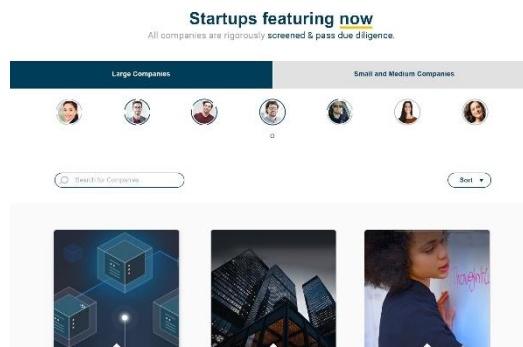 Startups featuring now
All companies are rigorously screened & pass due diligence.
Large Companies
Small and Medium Companies
Search for Companies
Sort
thoughtful